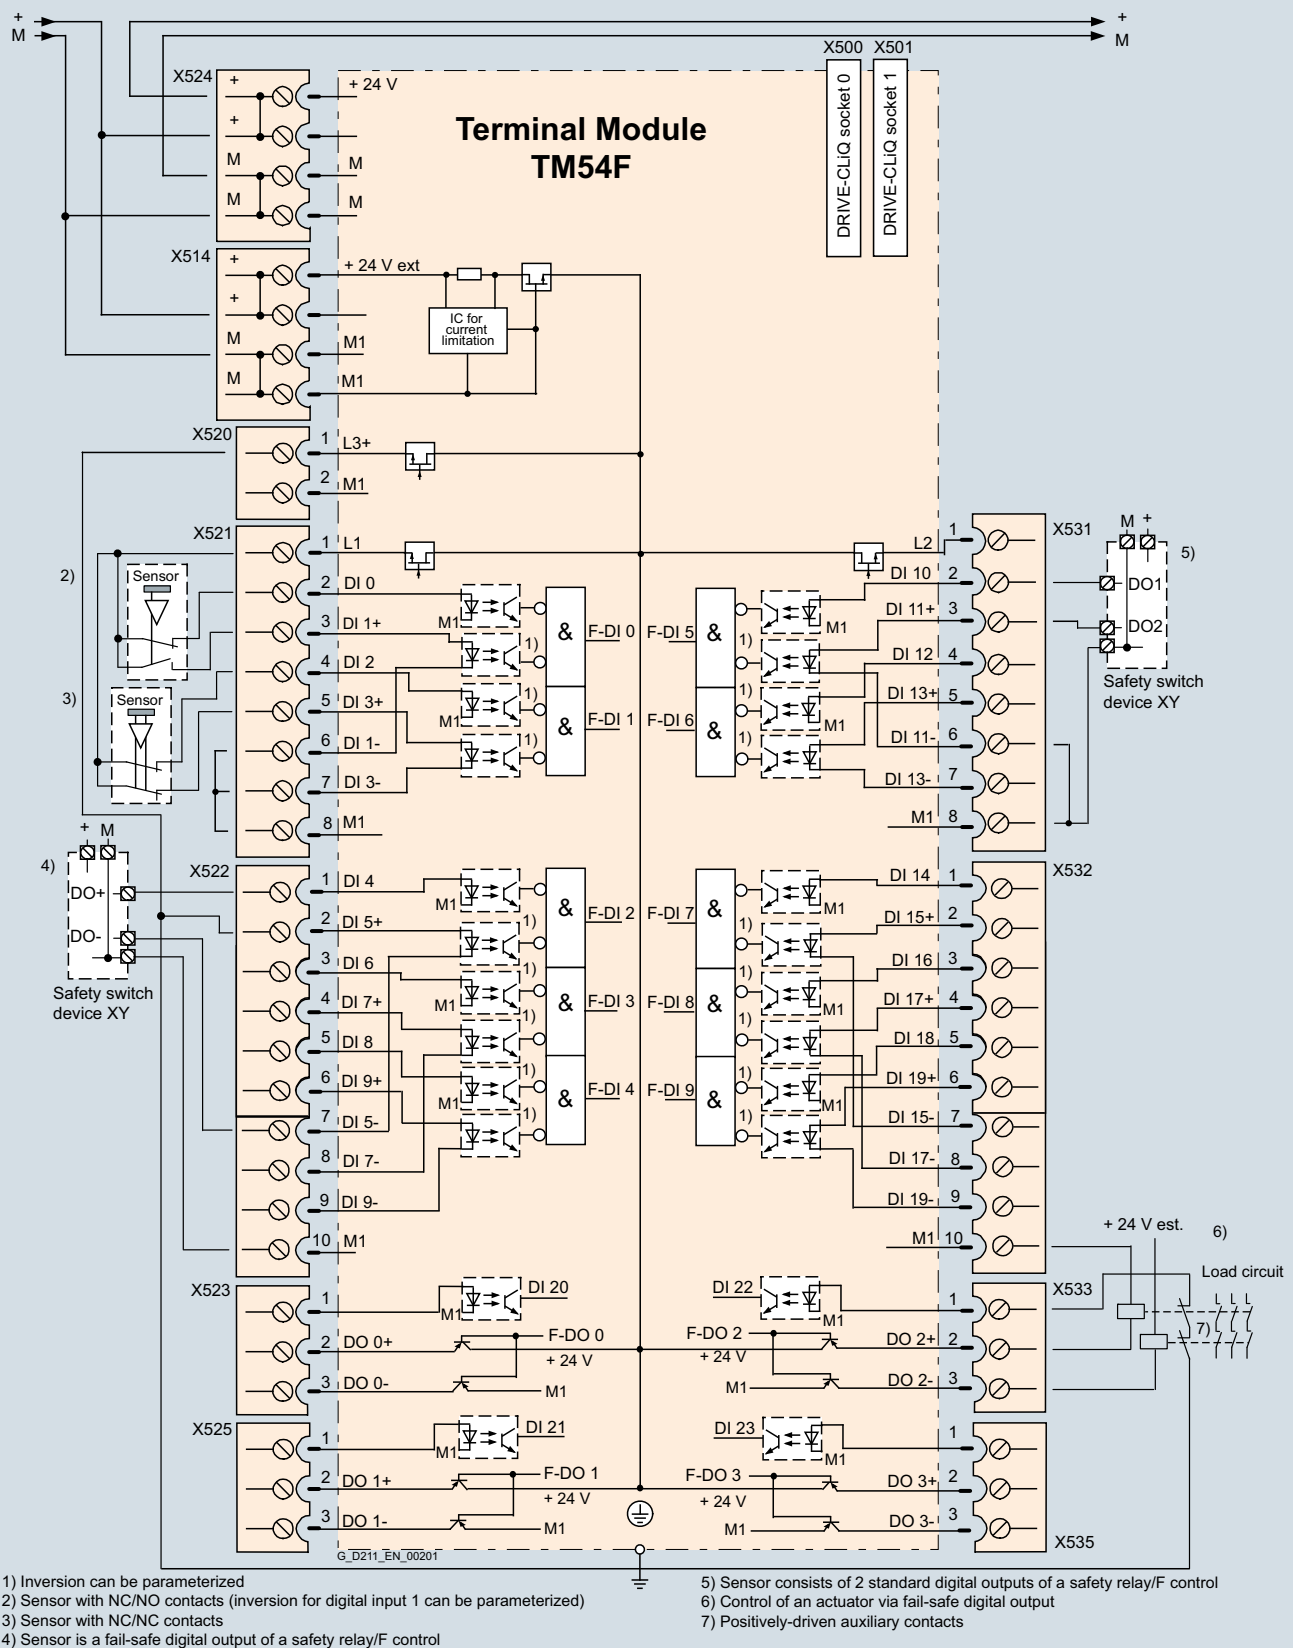 +
M
+
M
X500 X501
DRIVE-CLiQ socket 0
DRIVE-CLiQ socket 1
Terminal Module
TM54F
X524
+
+ 24 V
+
M
M
M
M
X514
+
+ 24 V ext
+
M
M1
M
M1
IC for
current
limitation
X520
1 L3+
2 M1
X521
1 L1
2 DI 0
3 DI 1+
4 DI 2
5 DI 3+
6 DI 1-
7 DI 3-
8 M1
2)
Sensor
3)
Sensor
M1
1)
1)
M1
1)
&
F-DI 0
&
F-DI 1
L2 1
X531
DI 10 2
DI 11+ 3
DI 12 4
DI 13+ 5
DI 11- 6
DI 13- 7
M1 8
M1
1)
1)
M1
1)
F-DI 5
&
F-DI 6
&
M +
5)
DO1
DO2
Safety switch
device XY
+ M
4)
DO+
DO-
Safety switch
device XY
X522
1 DI 4
2 DI 5+
3 DI 6
4 DI 7+
5 DI 8
6 DI 9+
7 DI 5-
8 DI 7-
9 DI 9-
10 M1
M1
1)
1)
M1
1)
1)
M1
1)
&
F-DI 2
&
F-DI 3
&
F-DI 4
X532
DI 14 1
DI 15+ 2
DI 16 3
DI 17+ 4
DI 18 5
DI 19+ 6
DI 15- 7
DI 17- 8
DI 19- 9
M1 10
M1
1)
1)
M1
1)
1)
M1
1)
F-DI 7
&
F-DI 8
&
F-DI 9
&
X523
1
M1
DI 20
2 DO 0+
F-DO 0
+ 24 V
3 DO 0-
M1
X533
DI 22
M1
1
F-DO 2
+ 24 V
DO 2+ 2
M1
DO 2- 3
+ 24 V est.
6)
Load circuit
7)
X525
1
M1
DI 21
2 DO 1+
F-DO 1
+ 24 V
3 DO 1-
M1
DI 23
M1
1
F-DO 3
+ 24 V
DO 3+ 2
M1
DO 3- 3
X535
G_D211_EN_00201
1) Inversion can be parameterized
2) Sensor with NC/NO contacts (inversion for digital input 1 can be parameterized)
3) Sensor with NC/NC contacts
4) Sensor is a fail-safe digital output of a safety relay/F control
5) Sensor consists of 2 standard digital outputs of a safety relay/F control
6) Control of an actuator via fail-safe digital output
7) Positively-driven auxiliary contacts